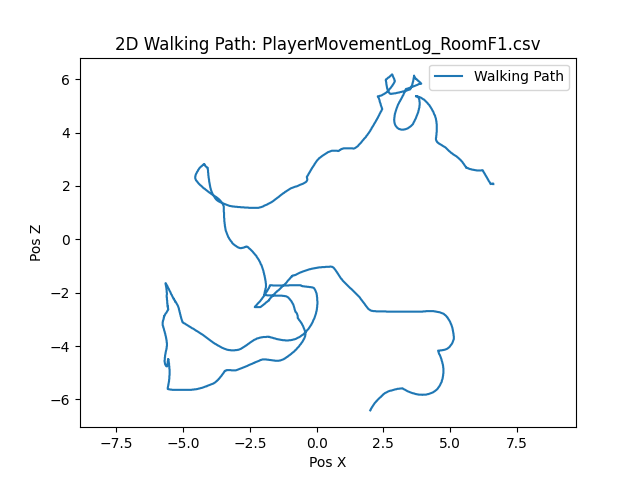 2D Walking Path: PlayerMovementLog_RoomF1.csv
Walking Path
Pos Z
6
4
2
0
−2
−4
−6
−7.5 −5.0 −2.5 0.0 2.5 5.0 7.5
Pos X